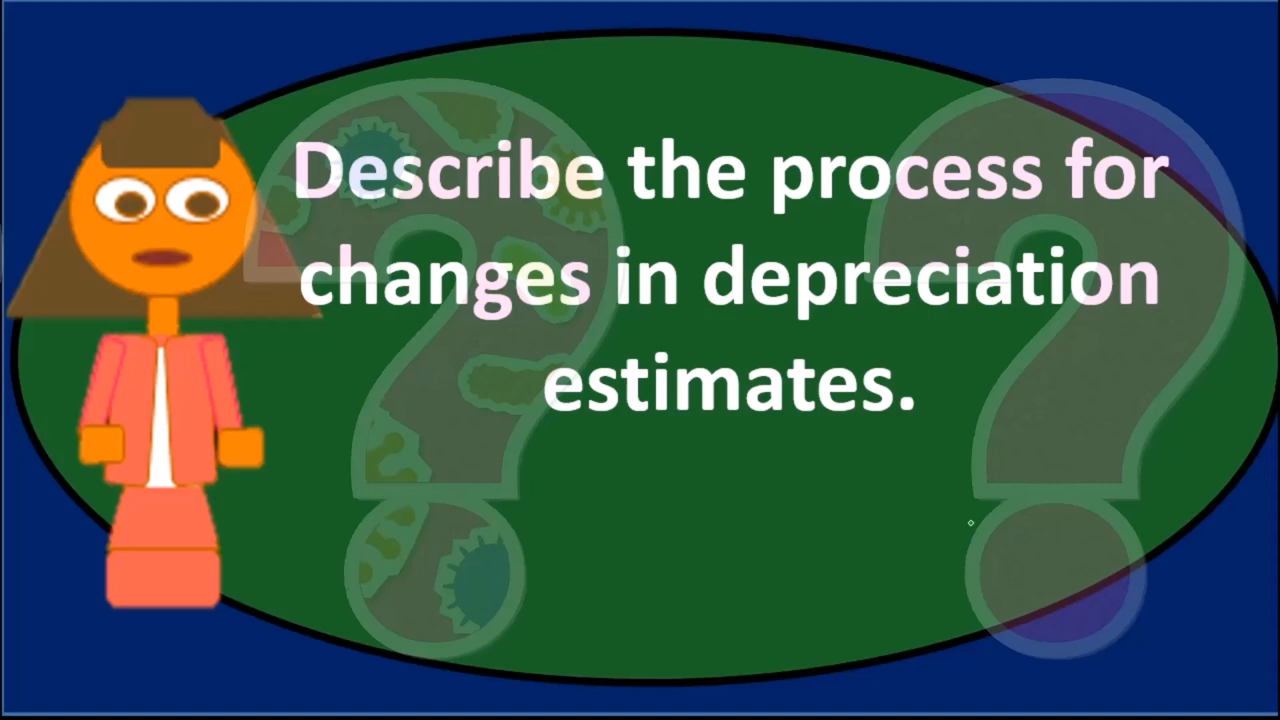 Describe the process for
changes in depreciation
estimates.